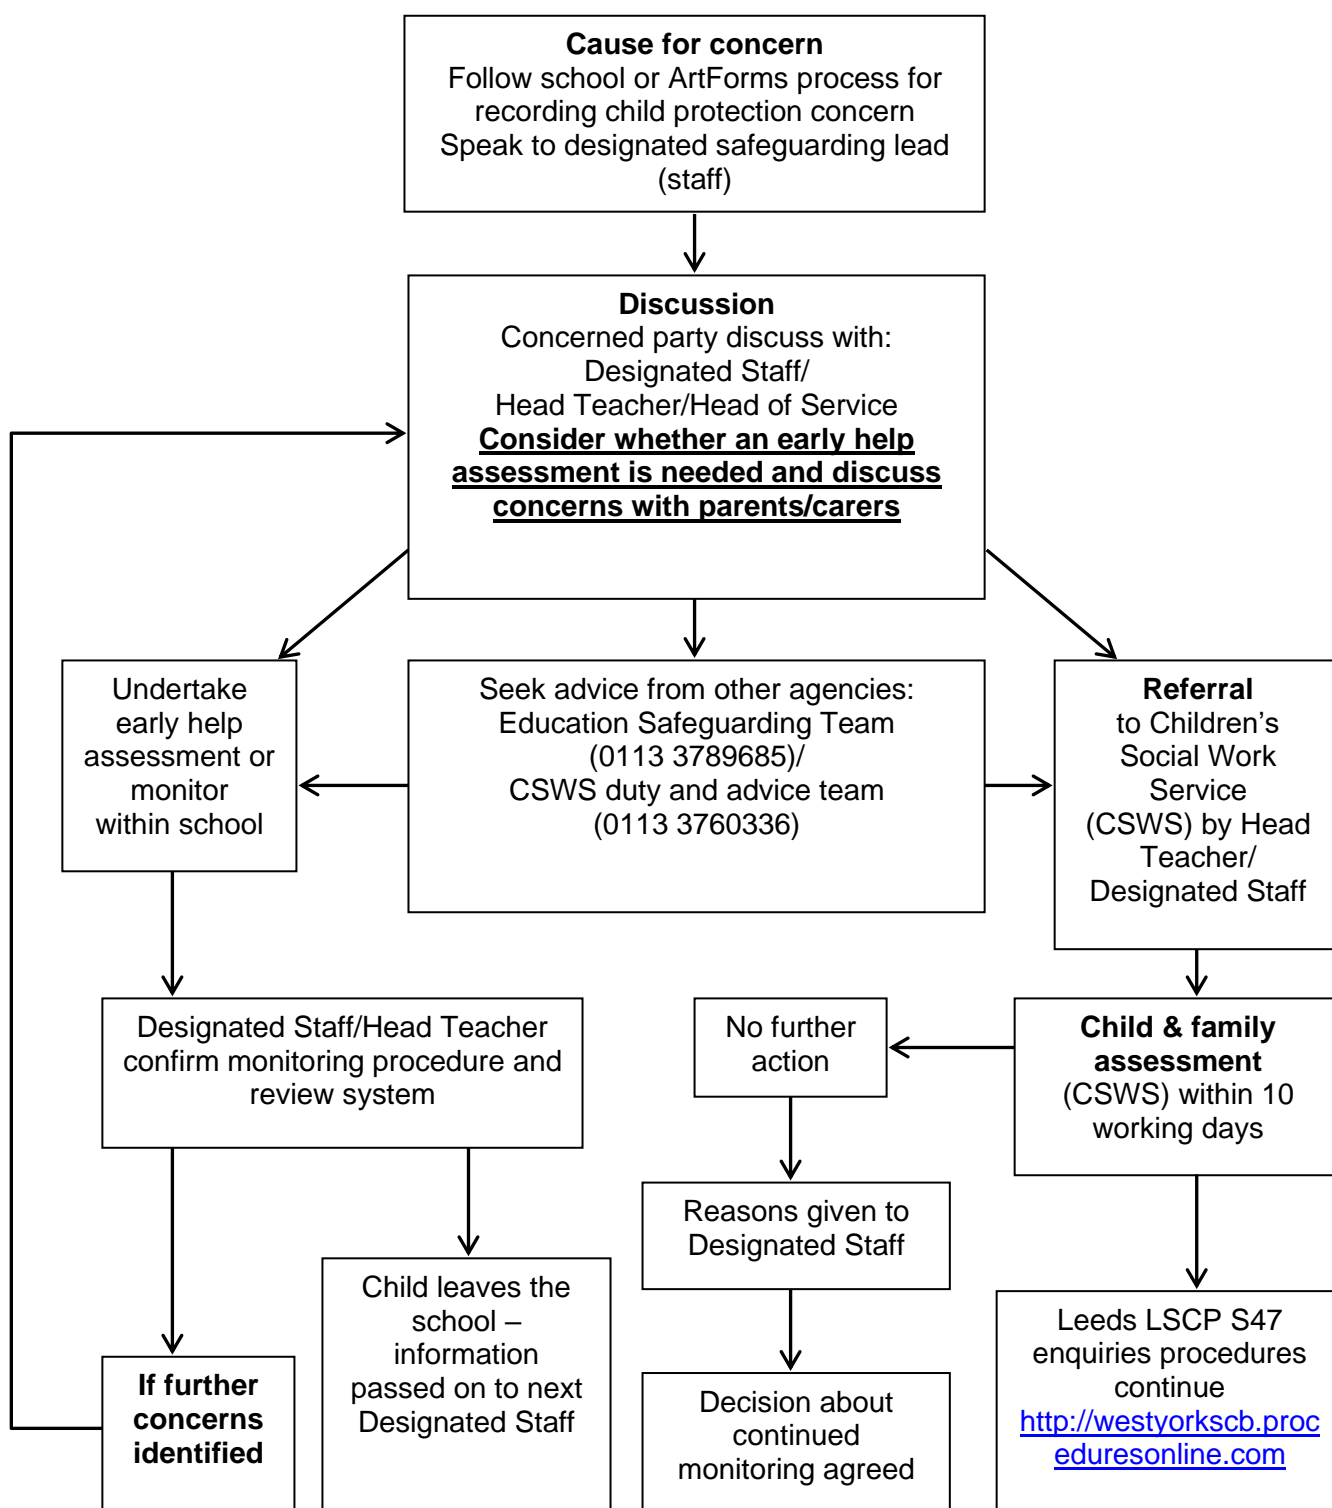 Cause for concern
Follow school or ArtForms process for
recording child protection concern
Speak to designated safeguarding lead
(staff)
Discussion
Concerned party discuss with:
Designated Staff/
Head Teacher/Head of Service
Consider whether an early help
assessment is needed and discuss
concerns with parents/carers
Undertake
early help
assessment or
monitor
within school
Seek advice from other agencies:
Education Safeguarding Team
(0113 3789685)/
CSWS duty and advice team
(0113 3760336)
Referral
to Children’s
Social Work
Service
(CSWS) by Head
Teacher/
Designated Staff
Designated Staff/Head Teacher
confirm monitoring procedure and
review system
No further
action
Child & family
assessment
(CSWS) within 10
working days
Reasons given to
Designated Staff
If further
concerns
identified
Child leaves the
school –
information
passed on to next
Designated Staff
Decision about
continued
monitoring agreed
Leeds LSCP S47
enquiries procedures
continue
http://westyorkscb.proc
eduresonline.com